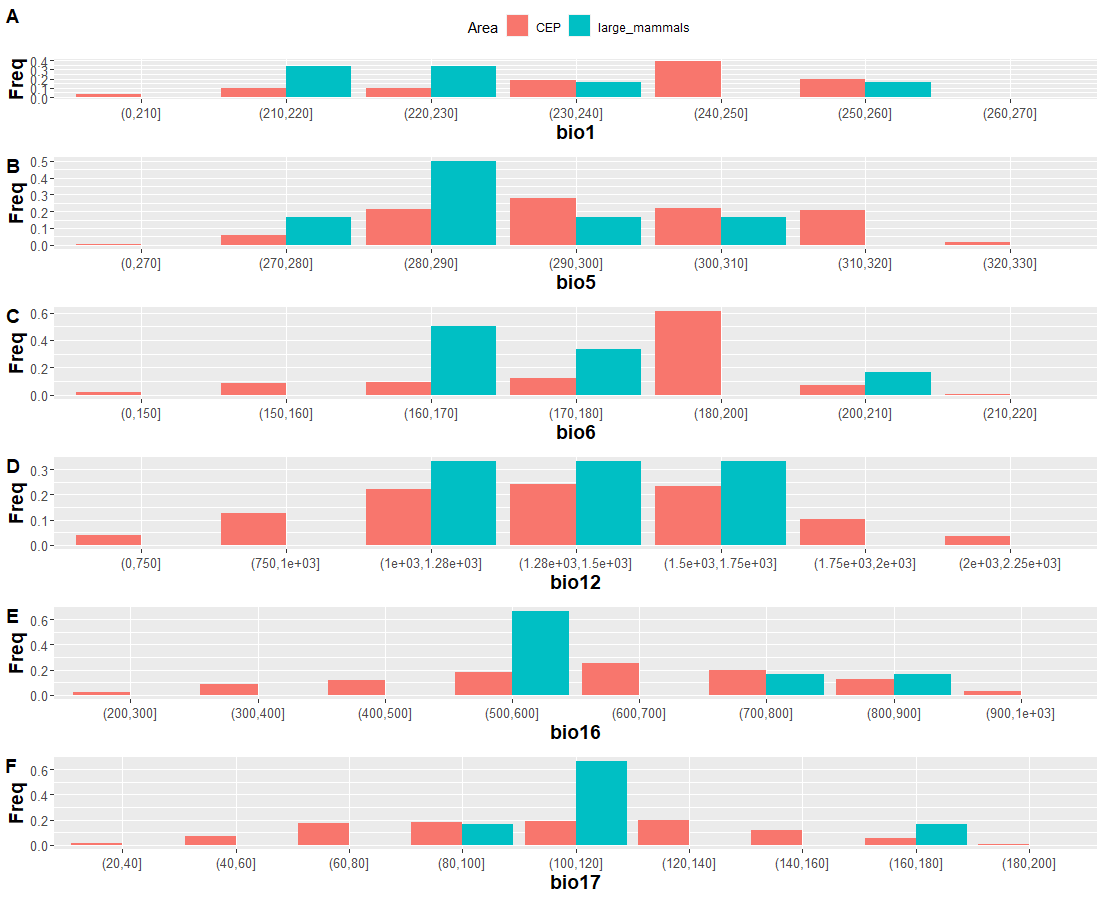 A
Area CEP large_mammals
Freq
0.4
0.3
0.2
0.1
0.0
(0,210] (210,220] (220,230] (230,240] (240,250] (250,260] (260,270]
bio1
B
Freq
0.5
0.4
0.3
0.2
0.1
0.0
(0,270] (270,280] (280,290] (290,300] (300,310] (310,320] (320,330]
bio5
C
Freq
0.6
0.4
0.2
0.0
(0,150] (150,160] (160,170] (170,180] (180,200] (200,210] (210,220]
bio6
D
Freq
0.3
0.2
0.1
0.0
(0,750] (750,1e+03] (1e+03,1.28e+03] (1.28e+03,1.5e+03] (1.5e+03,1.75e+03] (1.75e+03,2e+03] (2e+03,2.25e+03]
bio12
E
Freq
0.6
0.4
0.2
0.0
(200,300] (300,400] (400,500] (500,600] (600,700] (700,800] (800,900] (900,1e+03]
bio16
F
Freq
0.6
0.4
0.2
0.0
(20,40] (40,60] (60,80] (80,100] (100,120] (120,140] (140,160] (160,180] (180,200]
bio17